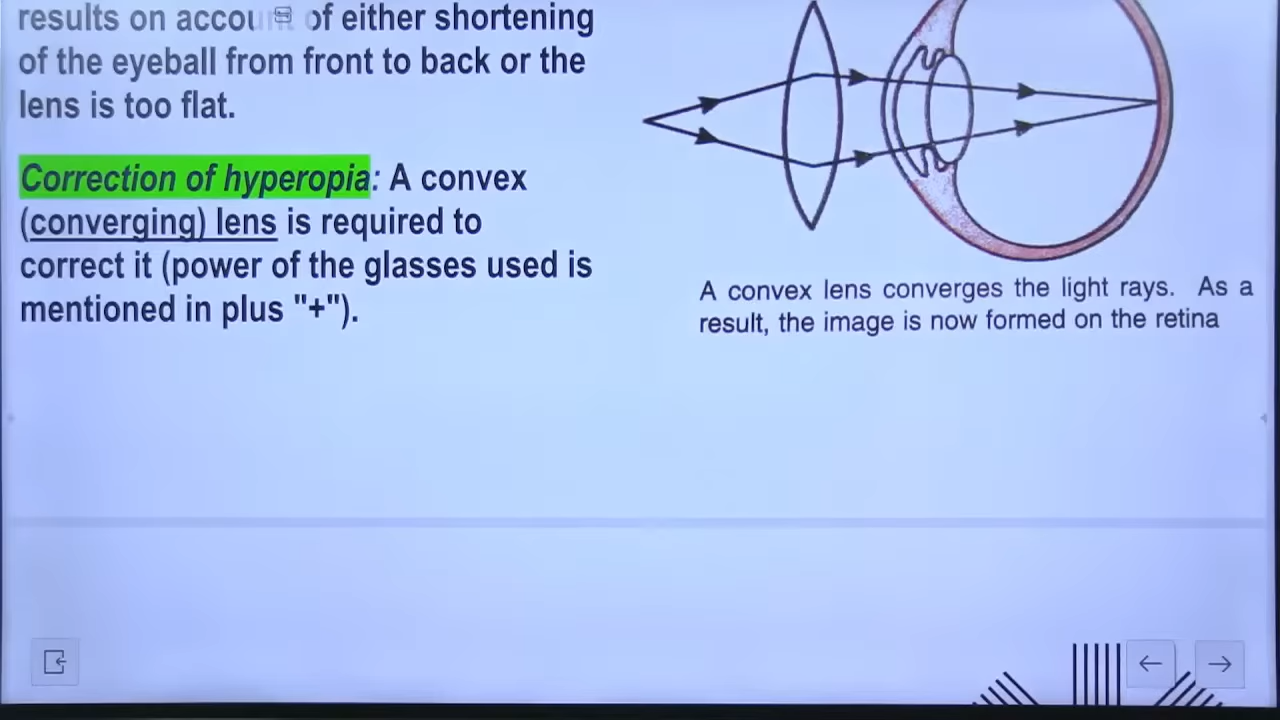 results on of either shortening
of the eyeball from front to back or the
lens is too flat.
Correction of hyperopia: A convex
(converging) lens is required to
correct it (power of the glasses used is
mentioned in plus "+").
A convex lens converges the light rays. As a
result, the image is now formed on the retina